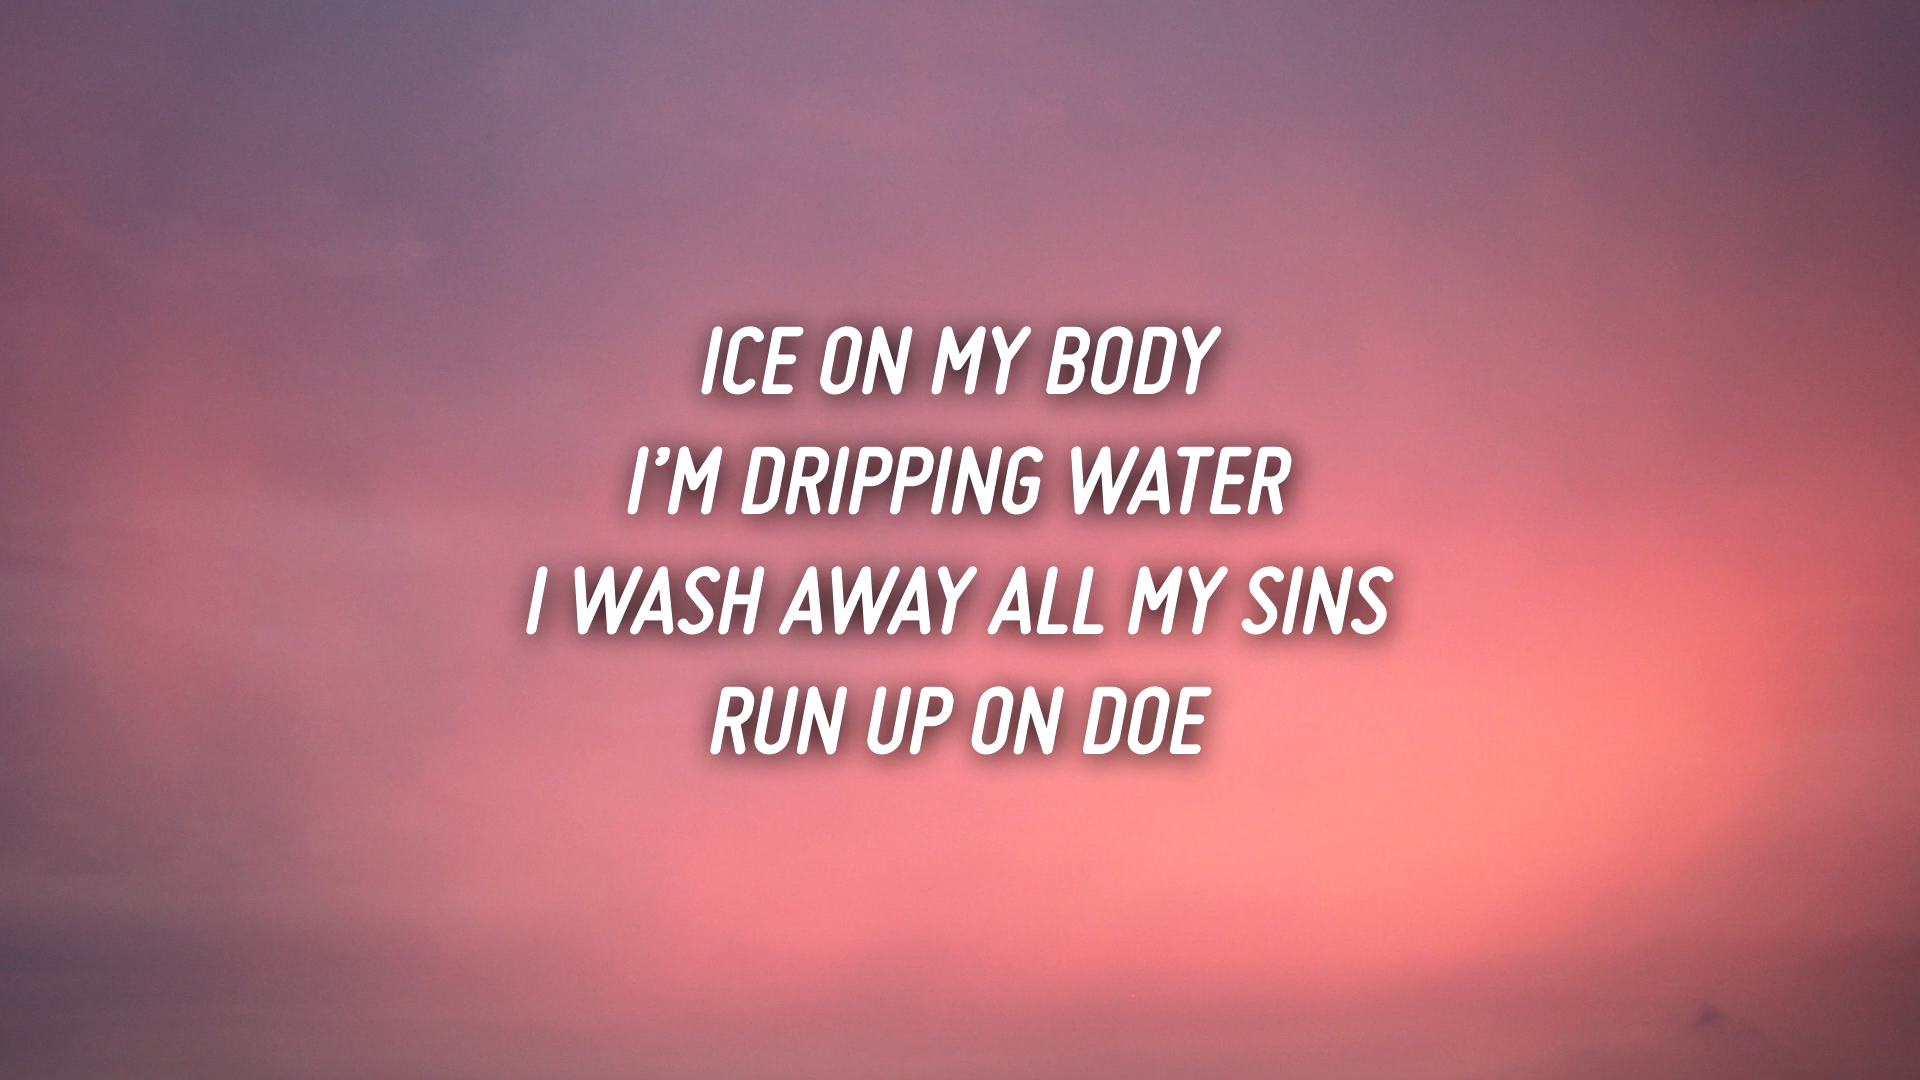 ICE ON MY BODY
I'M DRIPPING WATER
I WASH AWAY ALL MY SINS
RUN UP ON DOE